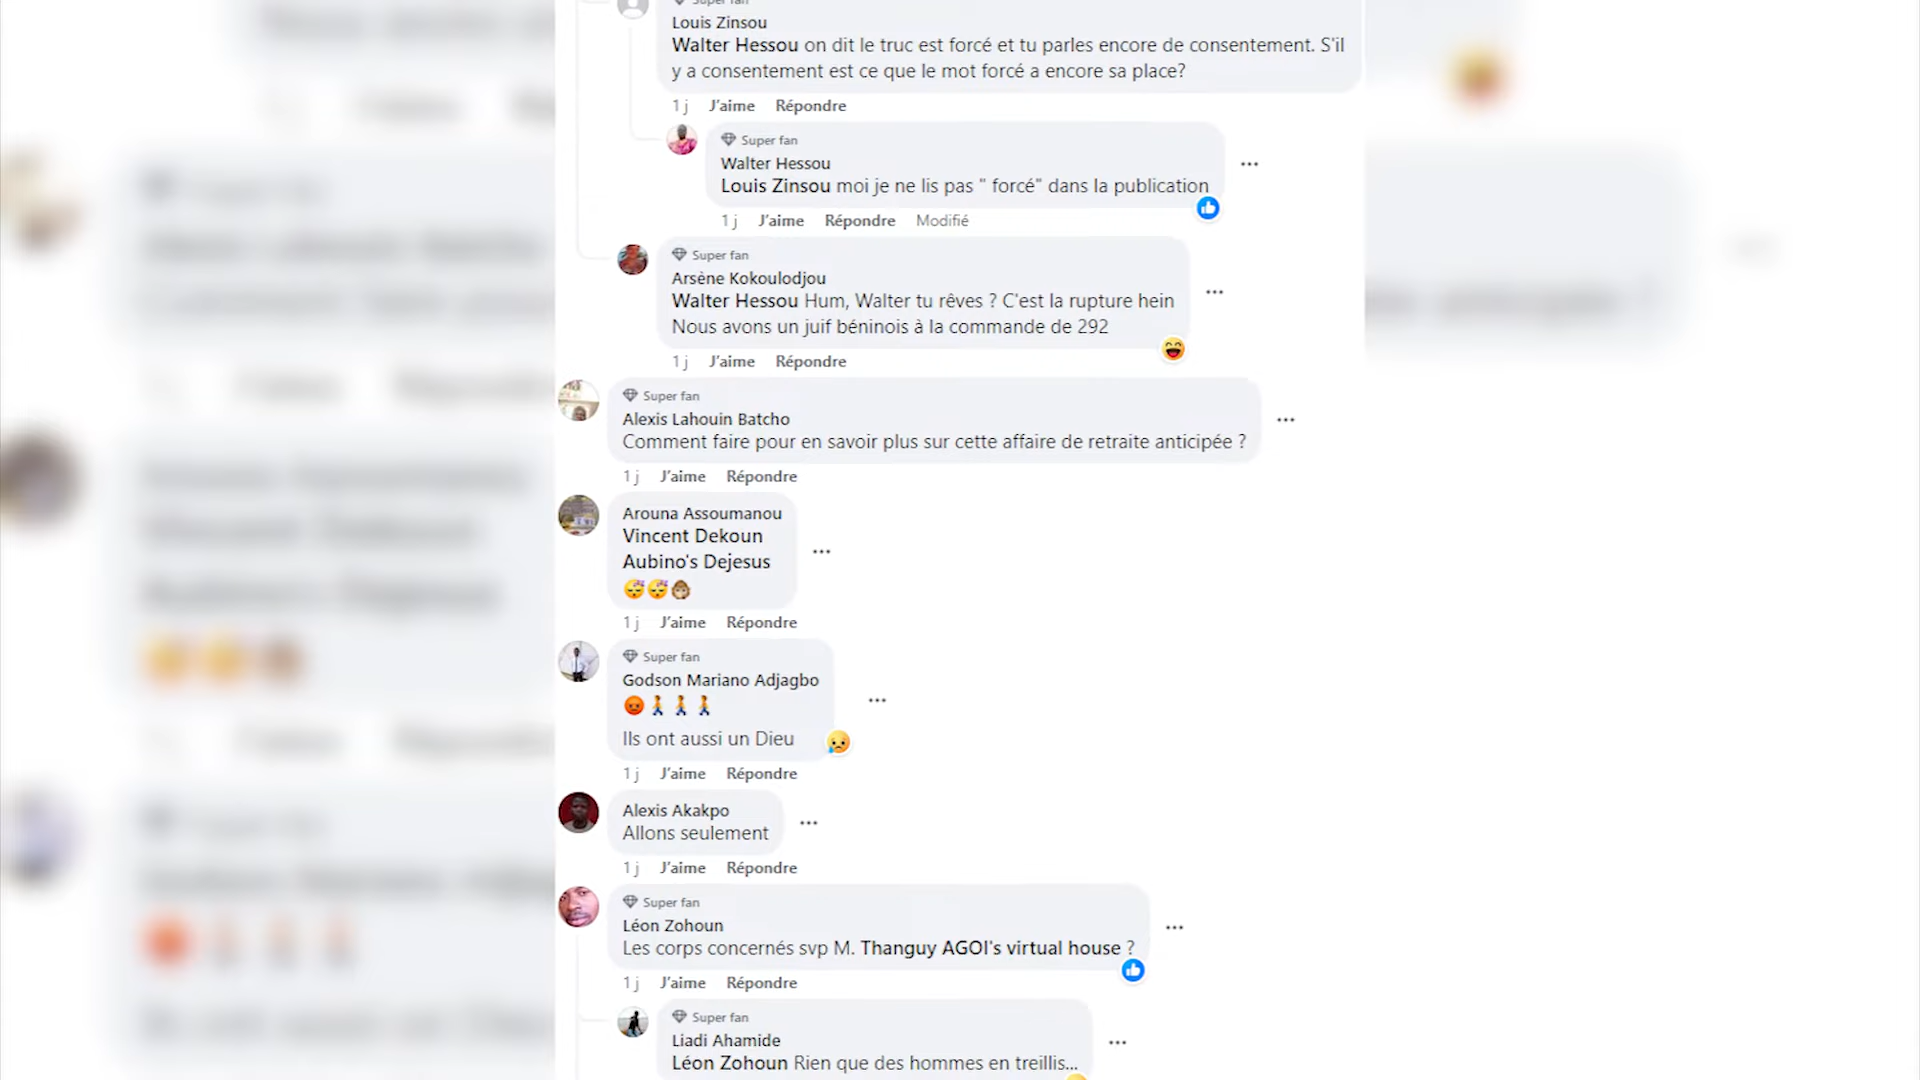 Super fan
Louis Zinsou
Walter Hessou on dit le truc est forcé et tu parles encore de consentement. S'il
y a consentement est ce que le mot forcé a encore sa place?
1 j J'aime Répondre
Super fan
Walter Hessou
Louis Zinsou moi je ne lis pas " forcé" dans la publication
1 j J'aime Répondre Modifié
Super fan
Arsène Kokoulodjou
Walter Hessou Hum, Walter tu rêves ? C'est la rupture hein
Nous avons un juif béninois à la commande de 292
1 j J'aime Répondre
Super fan
Alexis Lahouin Batcho
Comment faire pour en savoir plus sur cette affaire de retraite anticipée ?
1 j J'aime Répondre
Arouna Assoumanou
Vincent Dekoun
Aubino's Dejesus
😴😴🙊
1 j J'aime Répondre
Super fan
Godson Mariano Adjagbo
😡🚶🚶🚶
Ils ont aussi un Dieu
1 j J'aime Répondre
Alexis Akakpo
Allons seulement
1 j J'aime Répondre
Super fan
Léon Zohoun
Les corps concernés svp M. Thanguy AGOI's virtual house ?
1 j J'aime Répondre
Super fan
Liadi Ahamide
Léon Zohoun Rien que des hommes en treillis...